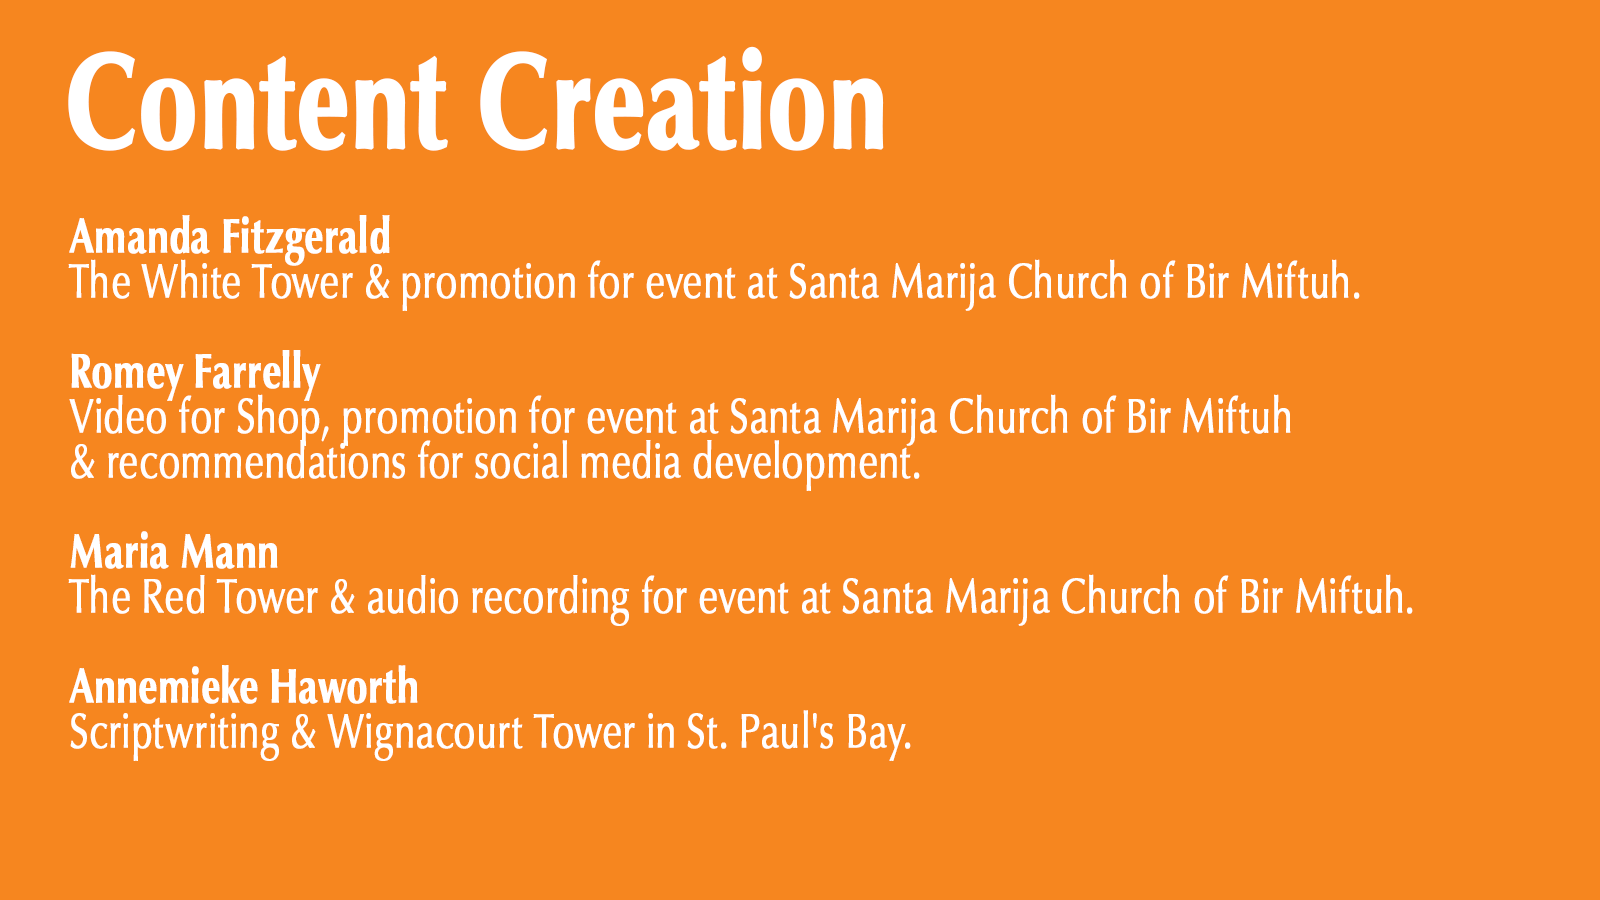 Content Creation
Amanda Fitzgerald
The White Tower & promotion for event at Santa Marija Church of Bir Miftuh.
Romey Farrelly
Video for Shop, promotion for event at Santa Marija Church of Bir Miftuh
& recommendations for social media development.
Maria Mann
The Red Tower & audio recording for event at Santa Marija Church of Bir Miftuh.
Annemieke Haworth
Scriptwriting & Wignacourt Tower in St. Paul's Bay.